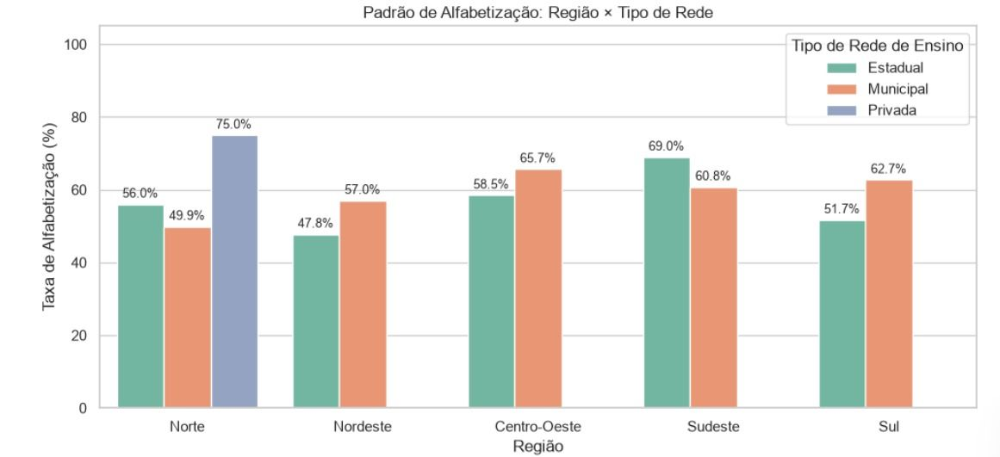 Padrão de Alfabetização: Região × Tipo de Rede
Tipo de Rede de Ensino
Estadual
Municipal
Privada
Taxa de Alfabetização (%)
100
80
60
40
20
0
56.0%
49.9%
75.0%
47.8%
57.0%
58.5%
65.7%
69.0%
60.8%
51.7%
62.7%
Norte
Nordeste
Centro-Oeste
Sudeste
Sul
Região